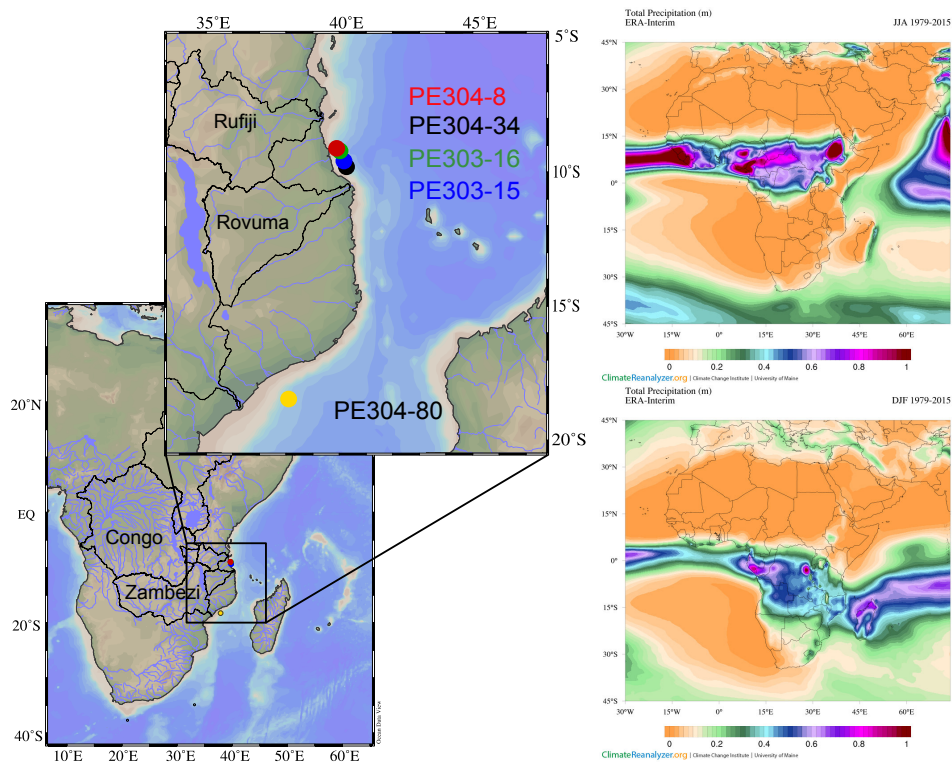 35°E 40°E 45°E
5°S
PE304-8
PE304-34
PE303-16
PE303-15
Rufiji
Rovuma
10°S
15°S
PE304-80
20°S
20°N
EQ
20°S
40°S
Congo
Zambezi
10°E 20°E 30°E 40°E 50°E 60°E
Ocean Data View
Total Precipitation (m)
ERA-Interim JJA 1979-2015
45°N
30°N
15°N
0°
15°S
30°S
45°S
30°W 15°W 0° 15°E 30°E 45°E 60°E
0 0.2 0.4 0.6 0.8 1
ClimateReanalyzer.org | Climate Change Institute | University of Maine
Total Precipitation (m)
ERA-Interim DJF 1979-2015
45°N
30°N
15°N
0°
15°S
30°S
45°S
30°W 15°W 0° 15°E 30°E 45°E 60°E
0 0.2 0.4 0.6 0.8 1
ClimateReanalyzer.org | Climate Change Institute | University of Maine